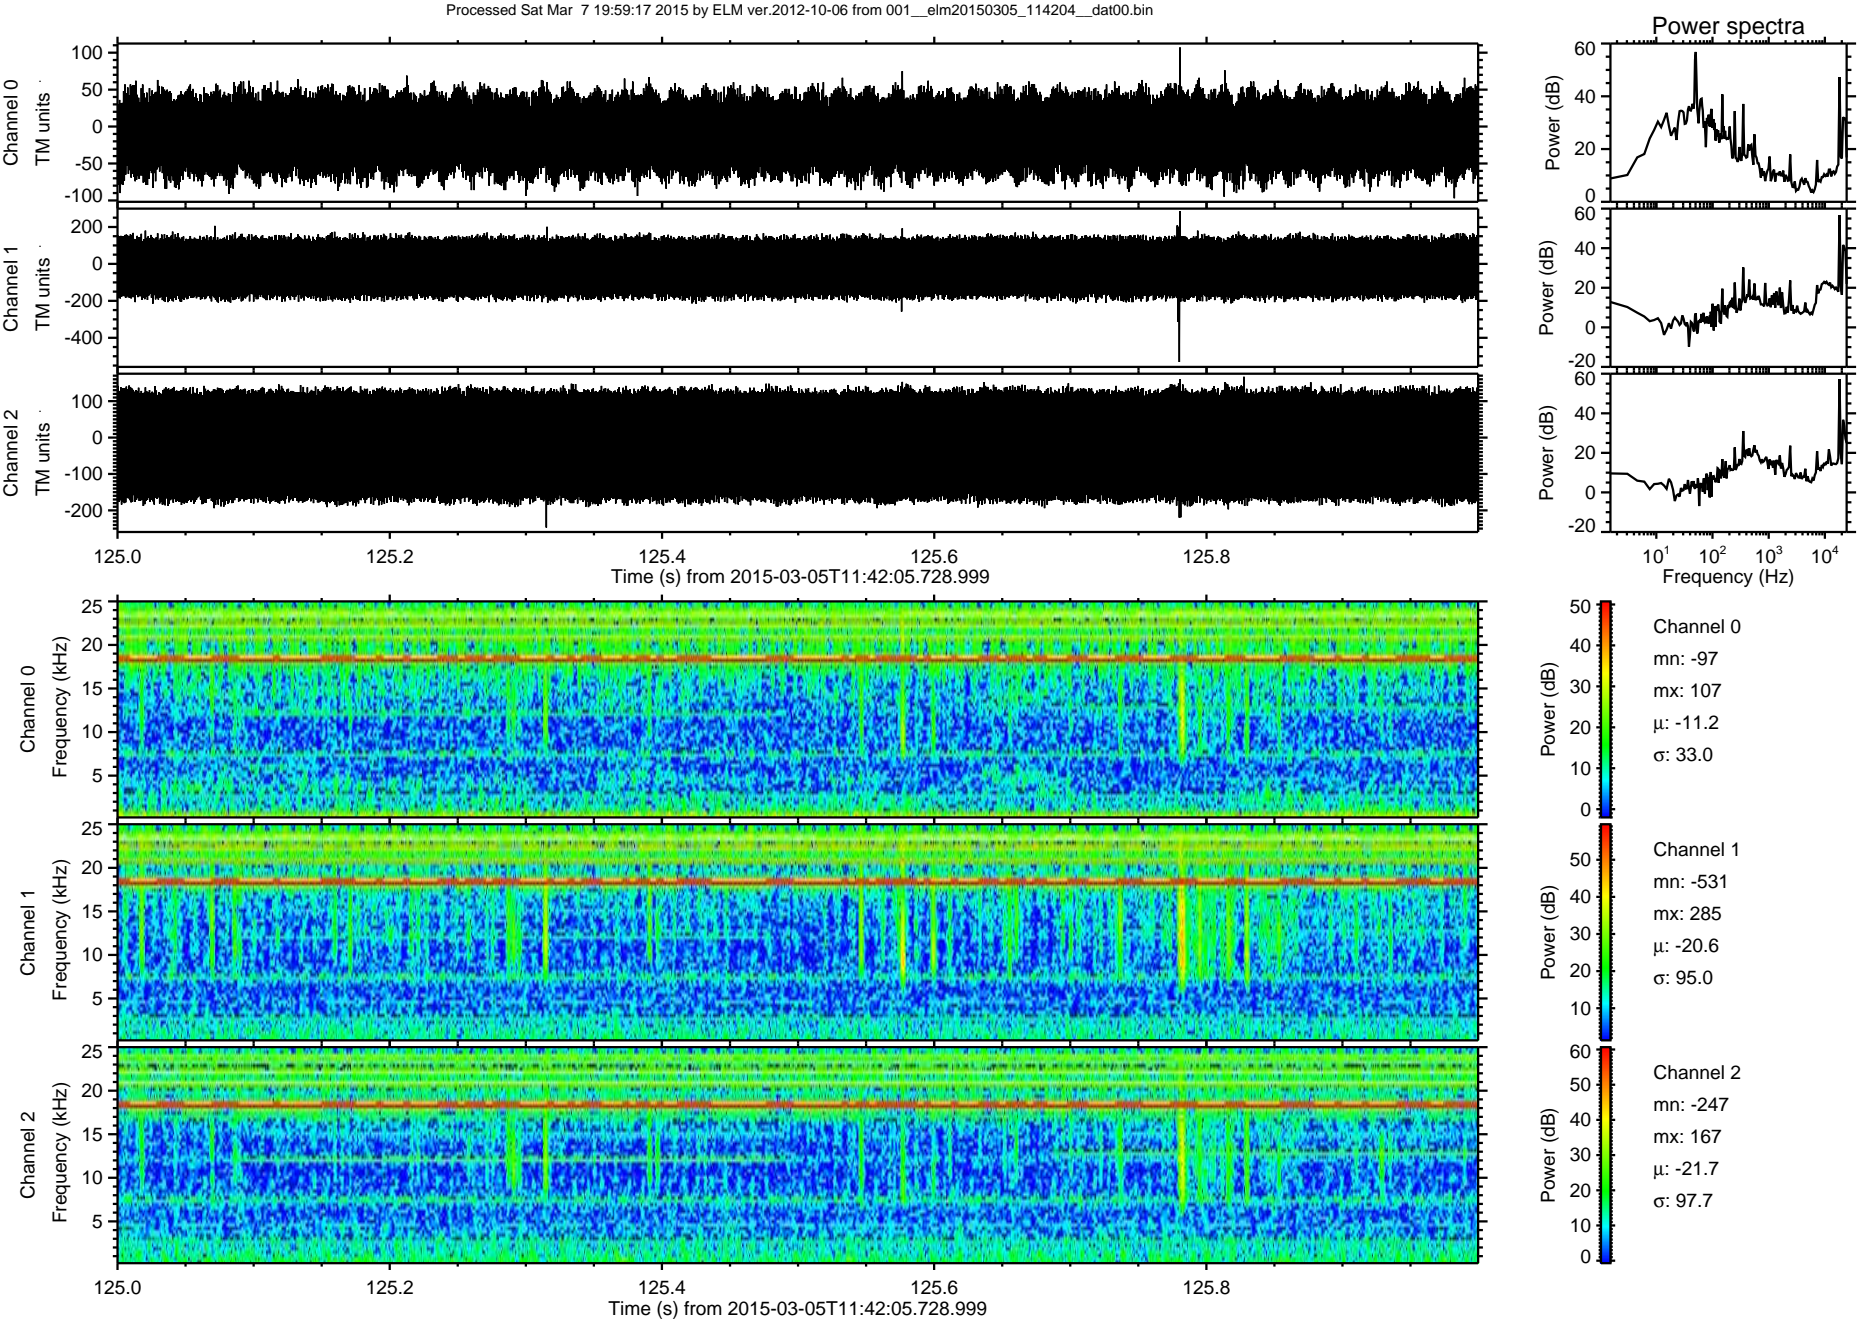 Processed Sat Mar 7 19:59:17 2015 by ELM ver.2012-10-06 from 001__elm20150305_114204__dat00.bin
Power spectra
Channel 0
TM units
100
50
0
-50
-100
Power (dB)
60
40
20
0
Channel 1
TM units
200
0
-200
-400
Power (dB)
60
40
20
0
-20
Channel 2
TM units
100
0
-100
-200
Power (dB)
60
40
20
0
-20
125.0 125.2 125.4 125.6 125.8
Time (s) from 2015-03-05T11:42:05.728.999
10¹ 10² 10³ 10⁴
Frequency (Hz)
Channel 0
Frequency (kHz)
25
20
15
10
5
Power (dB)
50
40
30
20
10
0
Channel 0
mn: -97
mx: 107
μ: -11.2
σ: 33.0
Channel 1
Frequency (kHz)
25
20
15
10
5
Power (dB)
50
40
30
20
10
Channel 1
mn: -531
mx: 285
μ: -20.6
σ: 95.0
Channel 2
Frequency (kHz)
25
20
15
10
5
Power (dB)
60
50
40
30
20
10
0
Channel 2
mn: -247
mx: 167
μ: -21.7
σ: 97.7
125.0 125.2 125.4 125.6 125.8
Time (s) from 2015-03-05T11:42:05.728.999